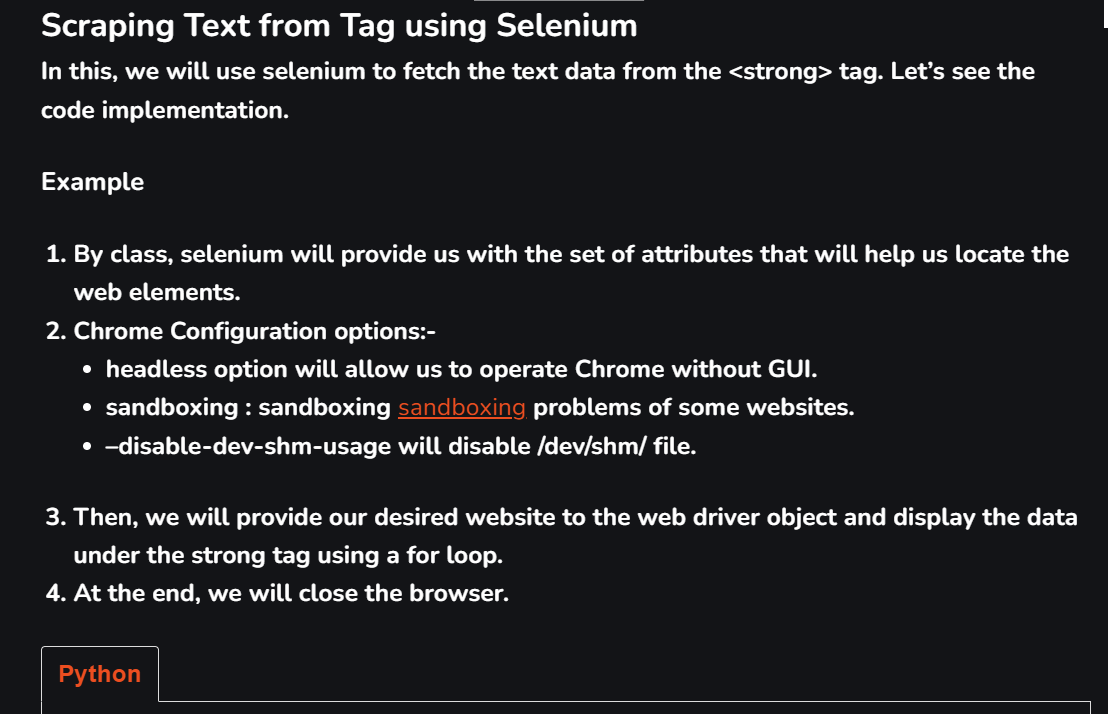 Scraping Text from Tag using Selenium
In this, we will use selenium to fetch the text data from the <strong> tag. Let’s see the
code implementation.
Example
1. By class, selenium will provide us with the set of attributes that will help us locate the
web elements.
2. Chrome Configuration options:-
• headless option will allow us to operate Chrome without GUI.
• sandboxing : sandboxing sandboxing problems of some websites.
• –disable-dev-shm-usage will disable /dev/shm/ file.
3. Then, we will provide our desired website to the web driver object and display the data
under the strong tag using a for loop.
4. At the end, we will close the browser.
Python